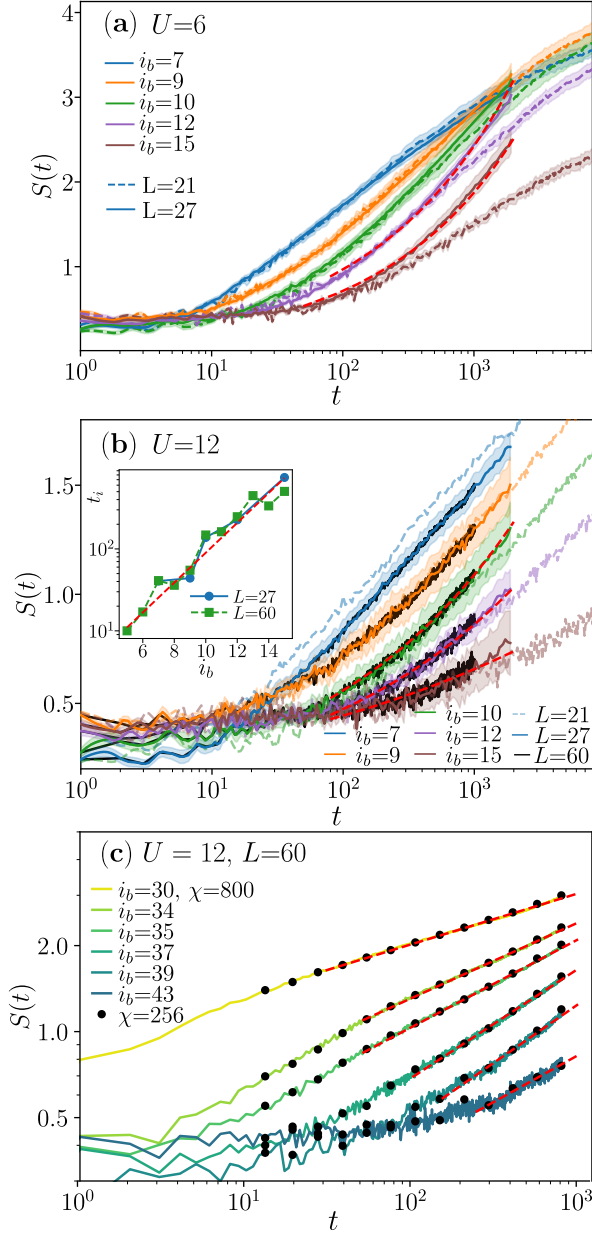 (a) U=6
i_b=7
i_b=9
i_b=10
i_b=12
i_b=15
L=21
L=27
4
3
2
1
S(t)
10^0 10^1 10^2 10^3
t
(b) U=12
1.5
1.0
0.5
S(t)
t_i
10^2
10^1
6 8 10 12 14
i_b
L=27
L=60
i_b=7
i_b=9
i_b=10
i_b=12
i_b=15
L=21
L=27
L=60
10^0 10^1 10^2 10^3
t
(c) U = 12, L=60
i_b=30, χ=800
i_b=34
i_b=35
i_b=37
i_b=39
i_b=43
χ=256
2.0
1.0
0.5
S(t)
10^0 10^1 10^2 10^3
t